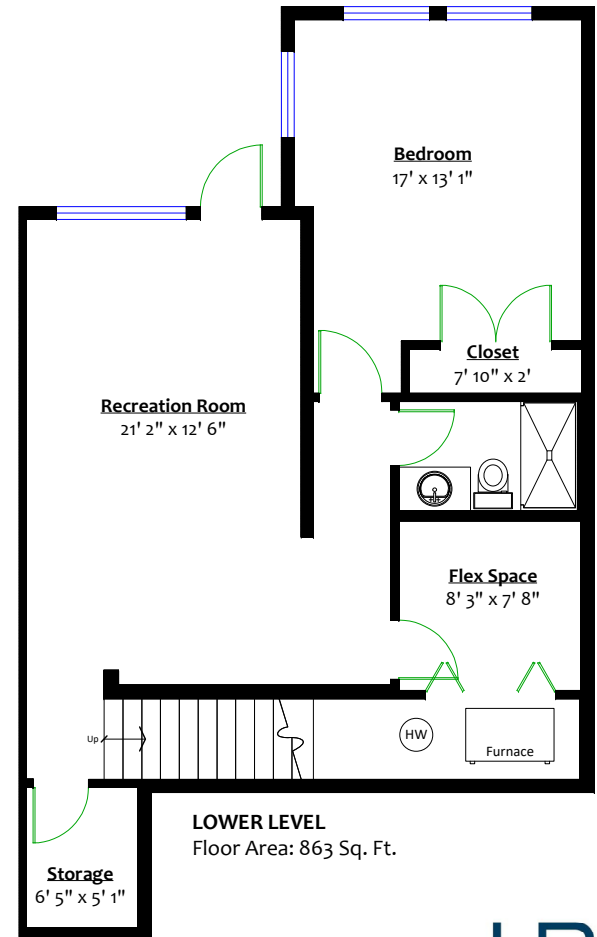 Bedroom
17' x 13' 1"
Closet
7' 10" x 2'
Recreation Room
21' 2" x 12' 6"
Flex Space
8' 3" x 7' 8"
Up
HW
Furnace
LOWER LEVEL
Floor Area: 863 Sq. Ft.
Storage
6' 5" x 5' 1"